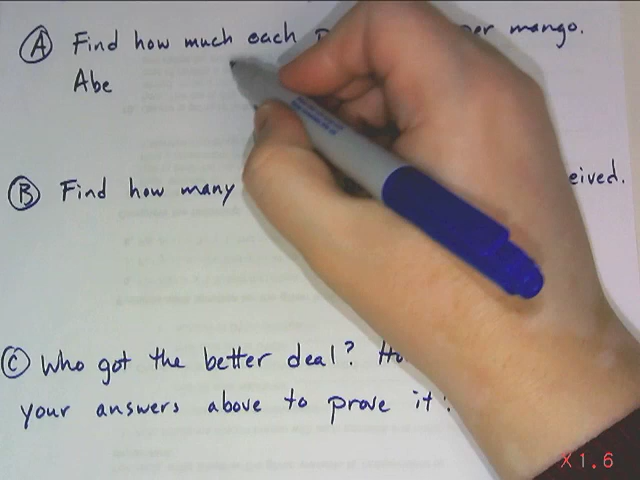 Ⓐ Find how much each per mango.
Abe
Ⓑ Find how many eived.
Ⓒ Who got the better deal?
your answers above to prove it:
X1.6